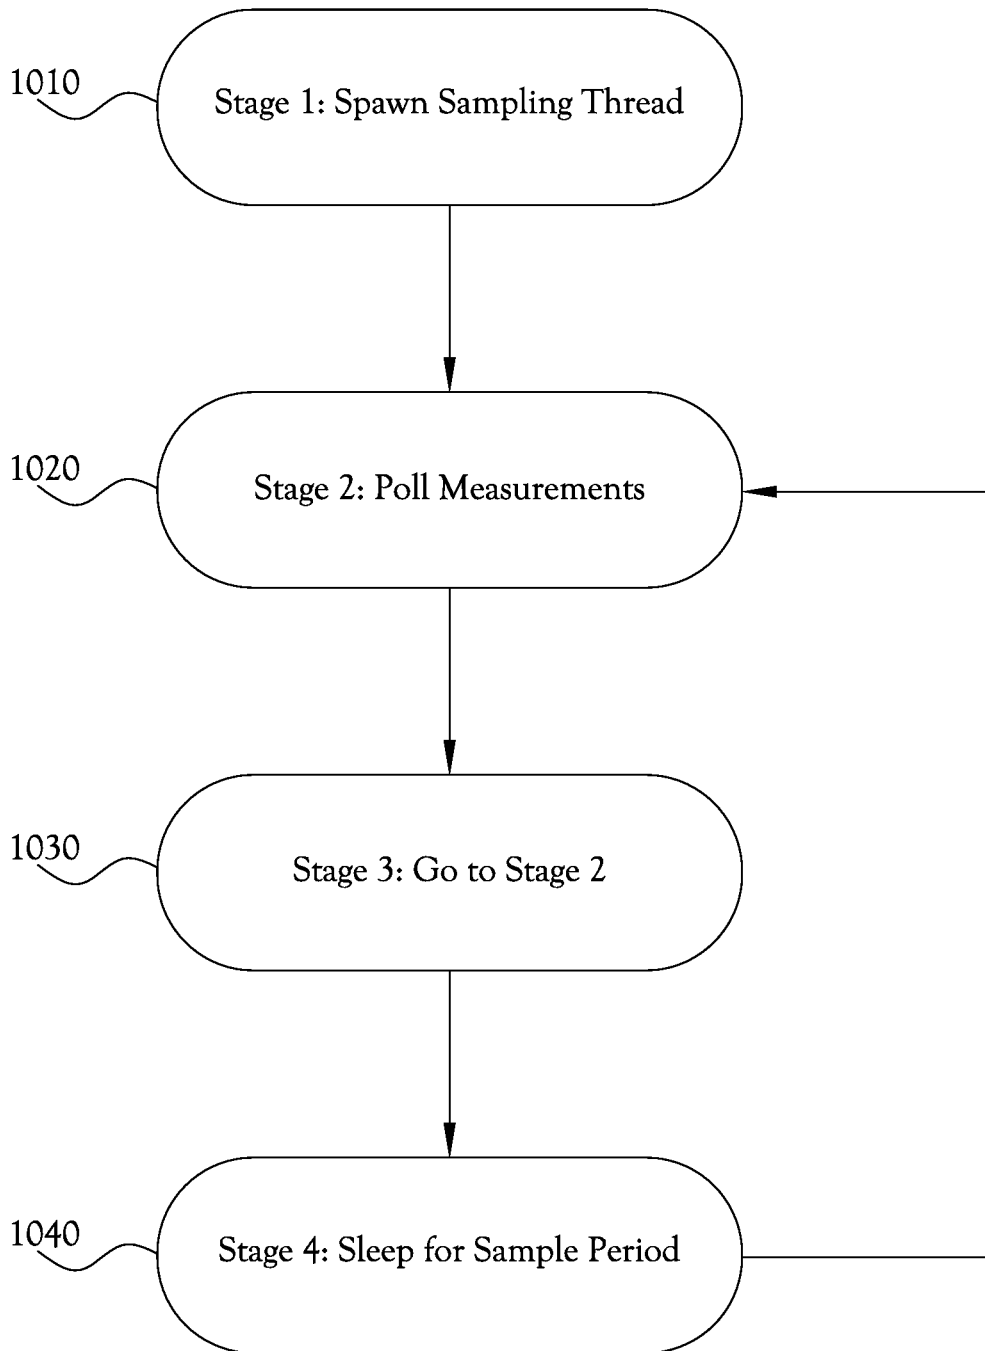 1010
Stage 1: Spawn Sampling Thread
1020
Stage 2: Poll Measurements
1030
Stage 3: Go to Stage 2
1040
Stage 4: Sleep for Sample Period